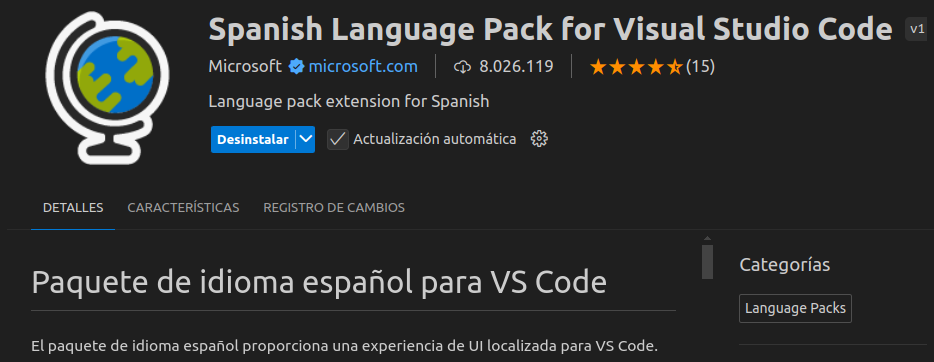 Spanish Language Pack for Visual Studio Code v1
Microsoft microsoft.com 8.026.119 (15)
Language pack extension for Spanish
Desinstalar Actualización automática
DETALLES CARACTERÍSTICAS REGISTRO DE CAMBIOS
Paquete de idioma español para VS Code
Categorías
Language Packs
El paquete de idioma español proporciona una experiencia de UI localizada para VS Code.